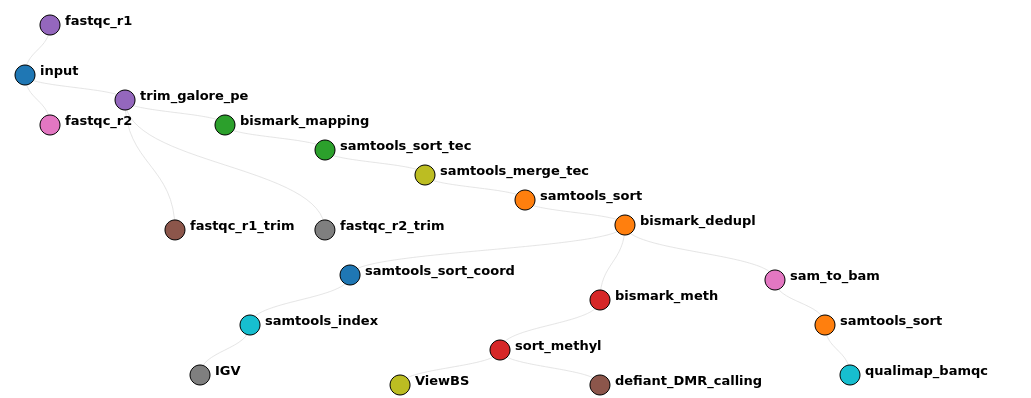 fastqc_r1
input
trim_galore_pe
fastqc_r2
bismark_mapping
samtools_sort_tec
samtools_merge_tec
samtools_sort
bismark_dedupl
fastqc_r1_trim
fastqc_r2_trim
samtools_sort_coord
sam_to_bam
bismark_meth
samtools_index
samtools_sort
sort_methyl
IGV
ViewBS
defiant_DMR_calling
qualimap_bamqc